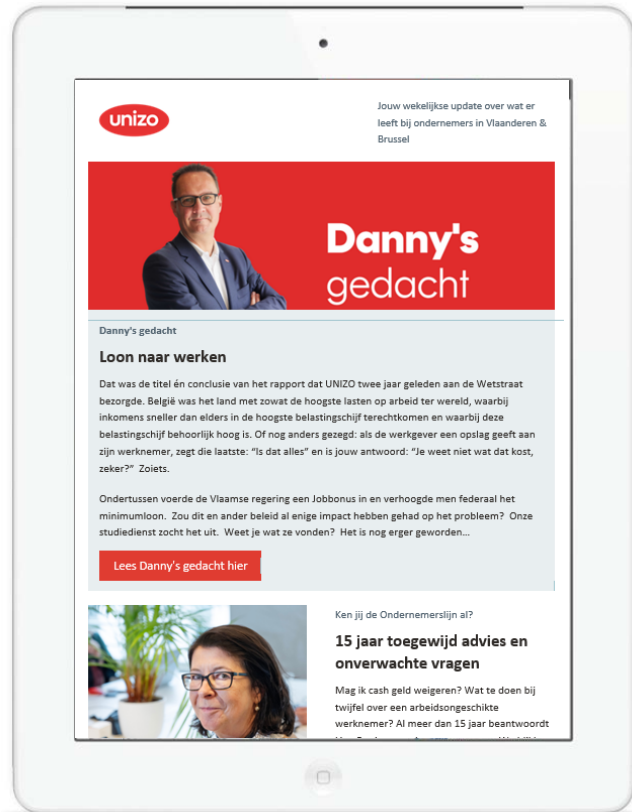 unizo
Jouw wekelijkse update over wat er
leeft bij ondernemers in Vlaanderen &
Brussel
Danny's
gedacht
Danny's gedacht
Loon naar werken
Dat was de titel én conclusie van het rapport dat UNIZO twee jaar geleden aan de Wetstraat
bezorgde. België was het land met zowat de hoogste lasten op arbeid ter wereld, waarbij
inkomens sneller dan elders in de hoogste belastingschijf terechtkomen en waarbij deze
belastingschijf behoorlijk hoog is. Of nog anders gezegd: als de werkgever een opslag geeft aan
zijn werknemer, zegt die laatste: “Is dat alles” en is jouw antwoord: “Je weet niet wat dat kost,
zeker?” Zoiets.
Ondertussen voerde de Vlaamse regering een Jobbonus in en verhoogde men federaal het
minimumloon. Zou dit en ander beleid al enige impact hebben gehad op het probleem? Onze
studiedienst zocht het uit. Weet je wat ze vonden? Het is nog erger geworden…
Lees Danny's gedacht hier
Ken jij de Ondernemerslijn al?
15 jaar toegewijd advies en
onverwachte vragen
Mag ik cash geld weigeren? Wat te doen bij
twijfel over een arbeidsongeschikte
werknemer? Al meer dan 15 jaar beantwoordt